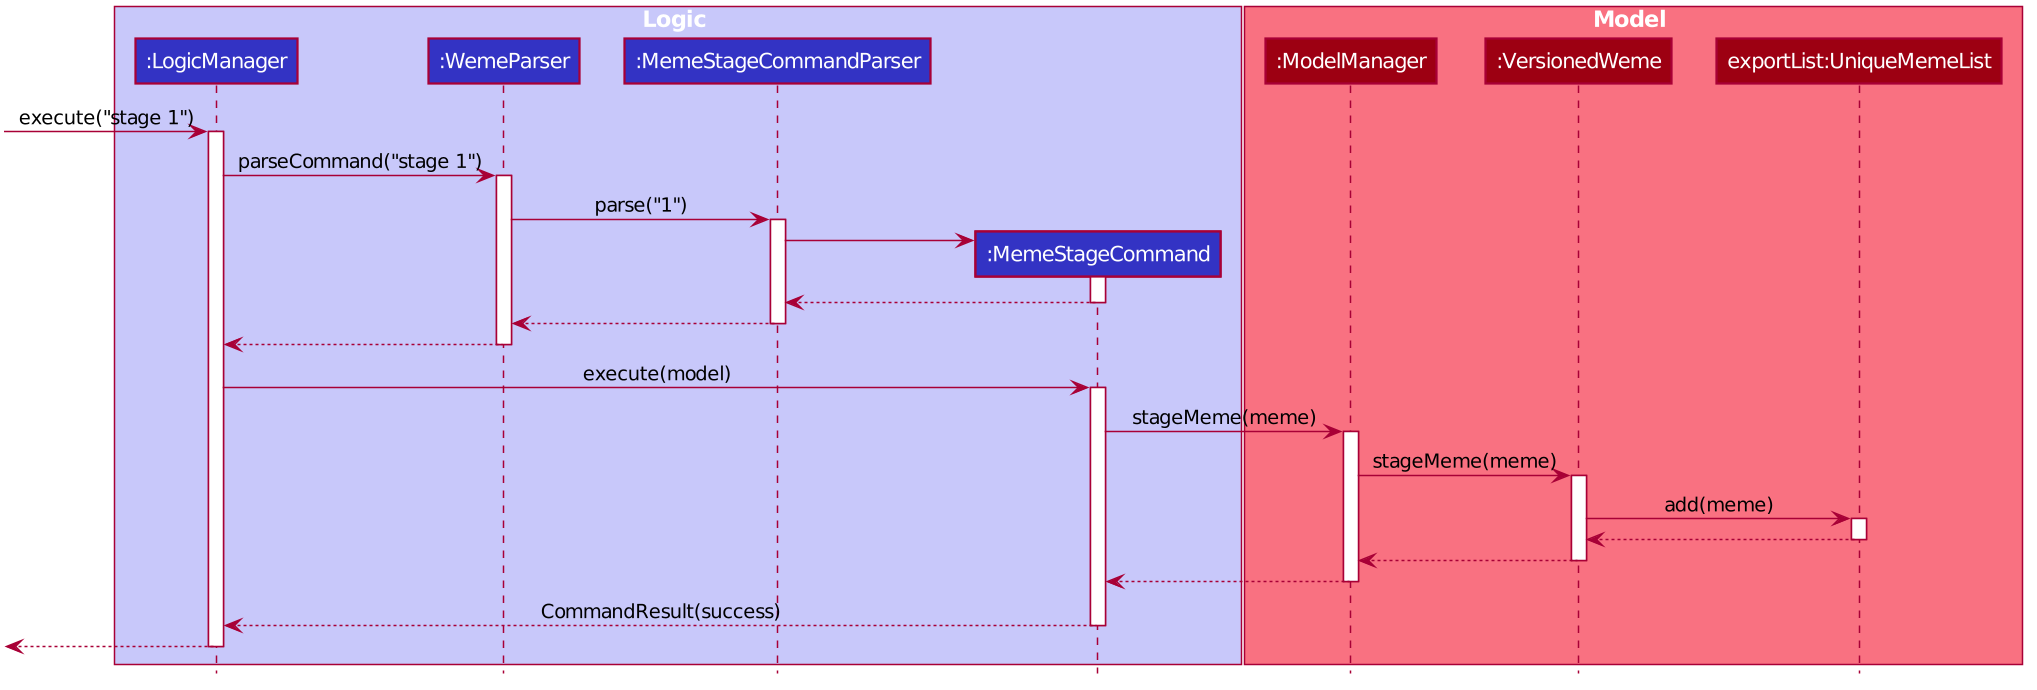 Logic
Model
:LogicManager
:WemeParser
:MemeStageCommandParser
:ModelManager
:VersionedWeme
exportList:UniqueMemeList
execute("stage 1")
parseCommand("stage 1")
parse("1")
:MemeStageCommand
execute(model)
stageMeme(meme)
stageMeme(meme)
add(meme)
CommandResult(success)